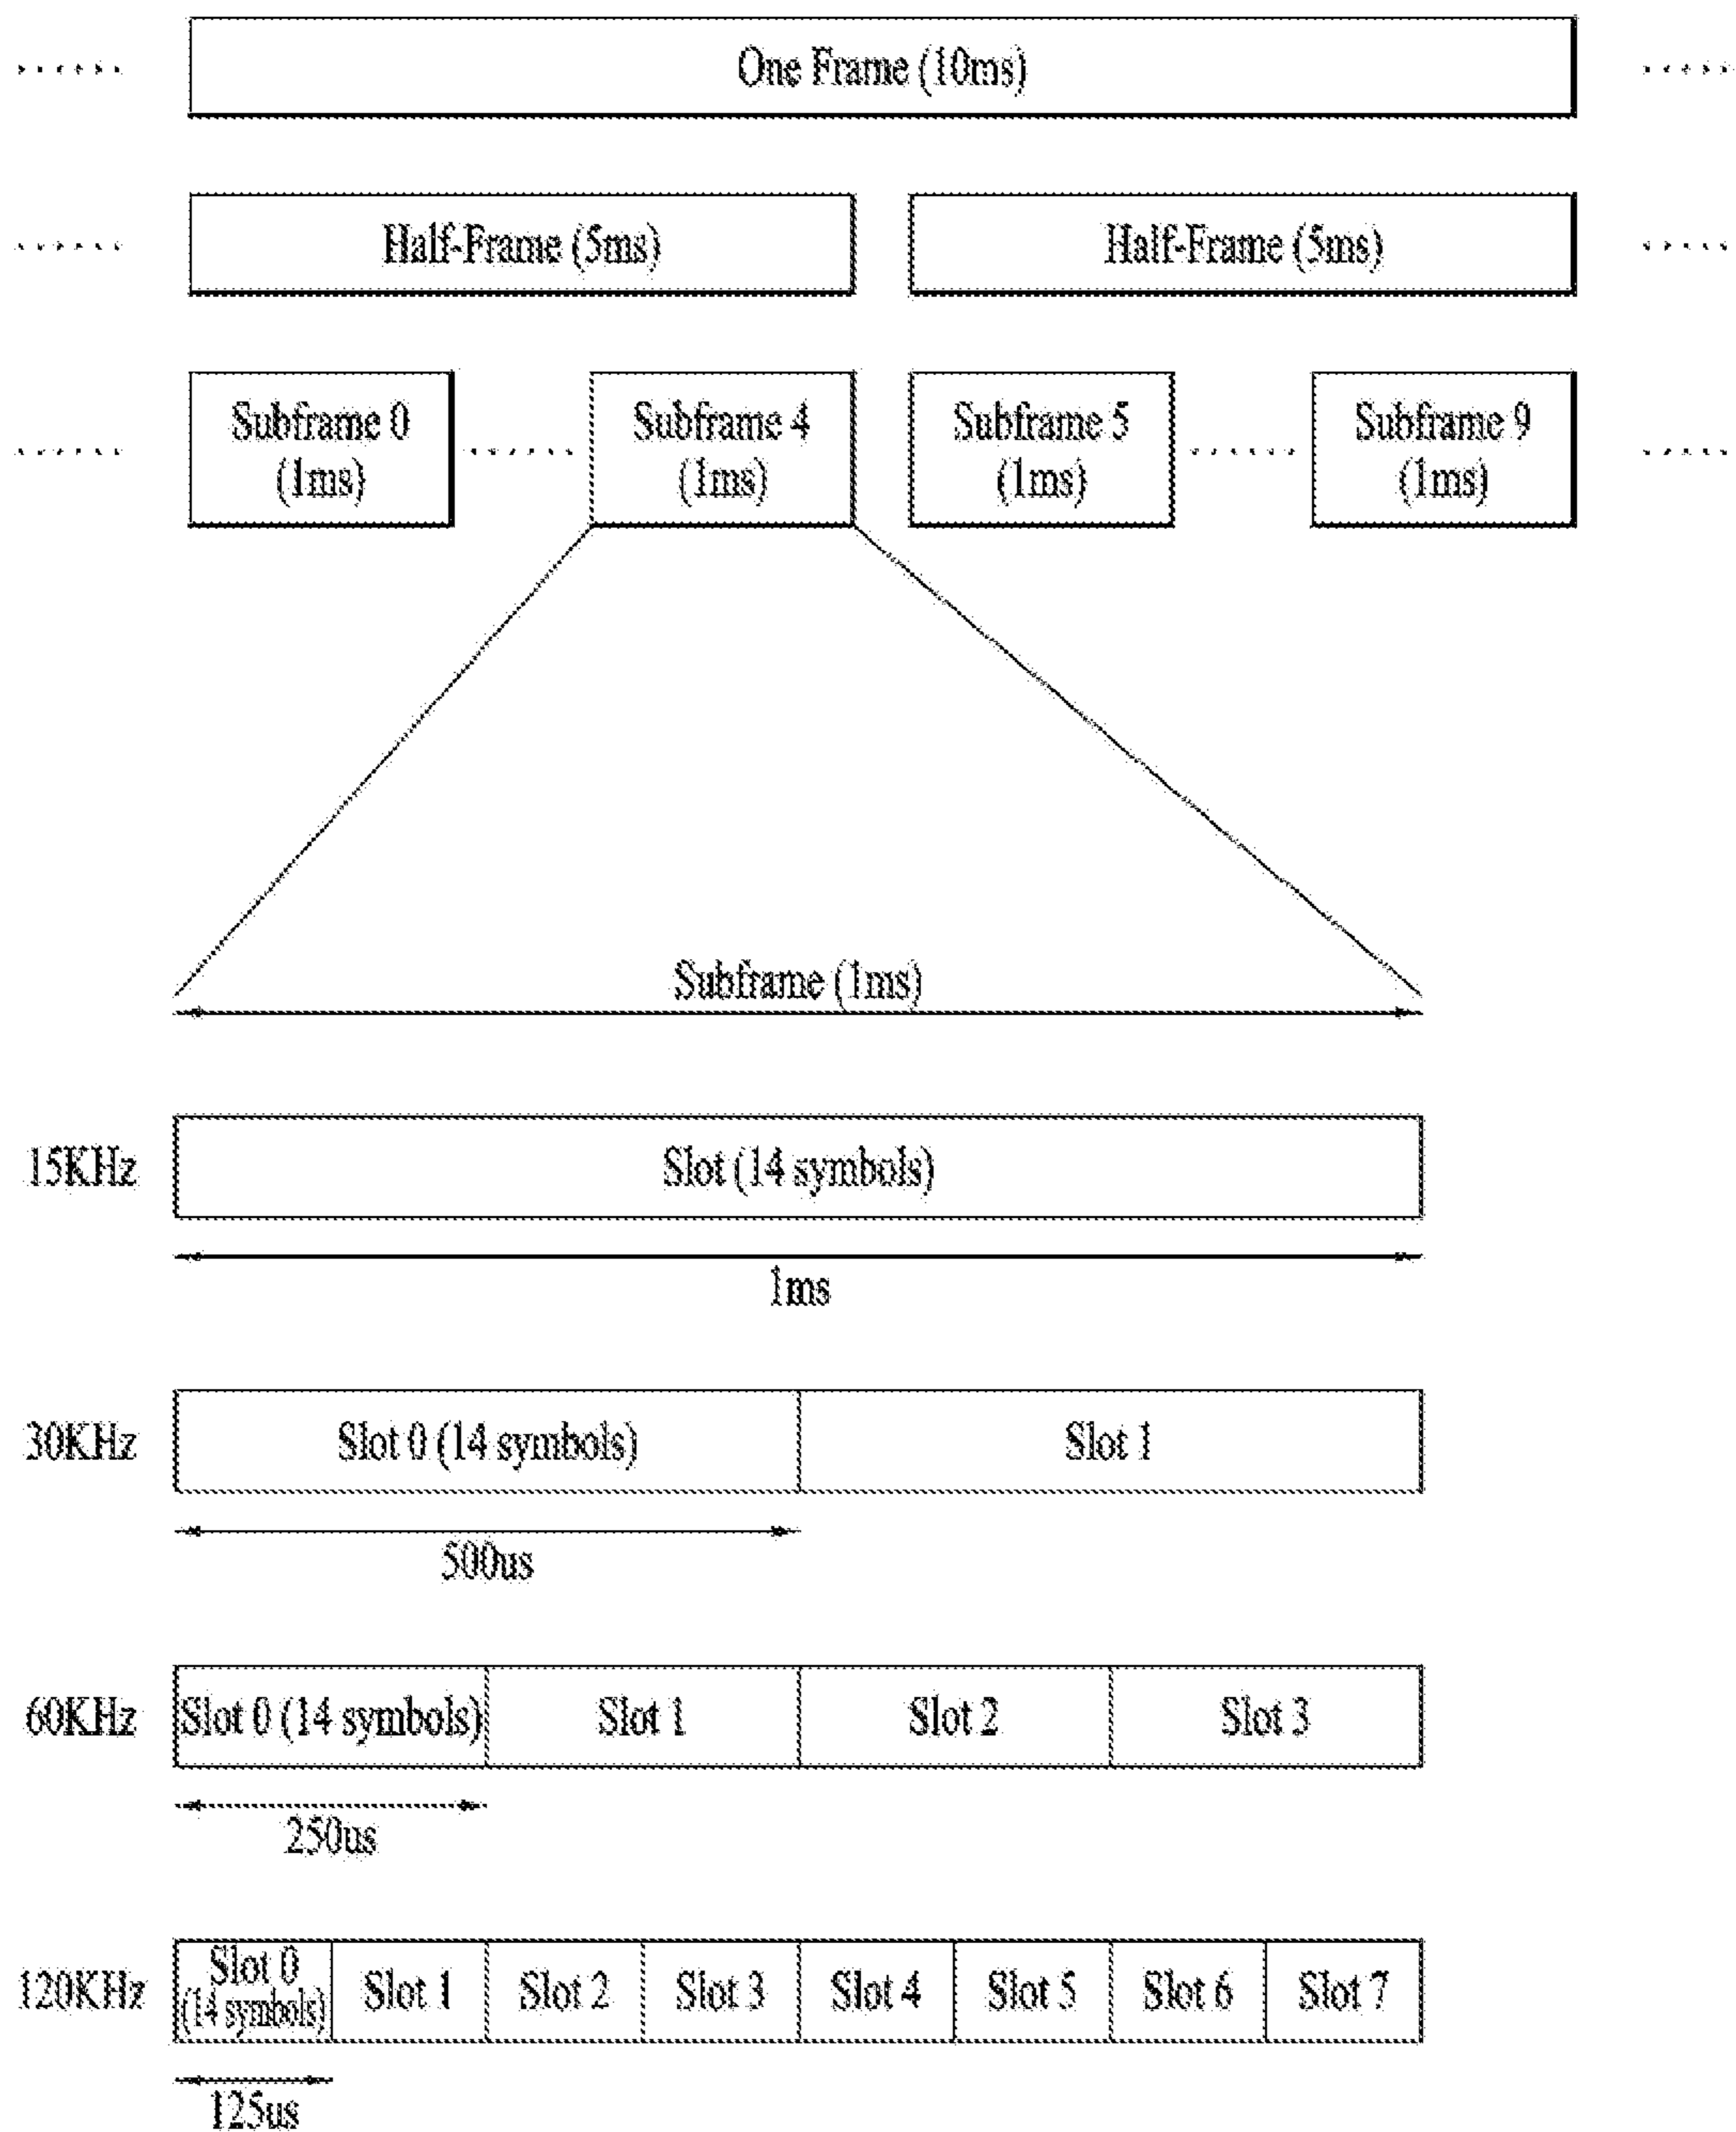 One Frame (10ms)
Half-Frame (5ms)
Half-Frame (5ms)
Subframe 0
(1ms)
Subframe 4
(1ms)
Subframe 5
(1ms)
Subframe 9
(1ms)
Subframe (1ms)
15KHz
Slot (14 symbols)
1ms
30KHz
Slot 0 (14 symbols)
Slot 1
500us
60KHz
Slot 0 (14 symbols)
Slot 1
Slot 2
Slot 3
250us
120KHz
Slot 0
(14 symbols)
Slot 1
Slot 2
Slot 3
Slot 4
Slot 5
Slot 6
Slot 7
125us